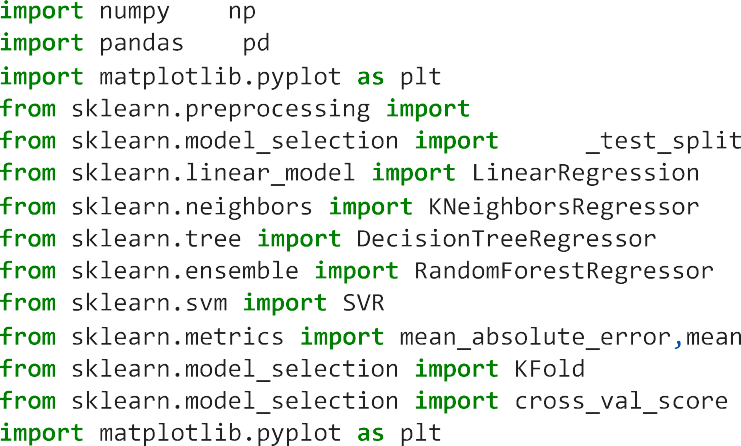 import numpy np
import pandas pd
import matplotlib.pyplot as plt
from sklearn.preprocessing import
from sklearn.model_selection import _test_split
from sklearn.linear_model import LinearRegression
from sklearn.neighbors import KNeighborsRegressor
from sklearn.tree import DecisionTreeRegressor
from sklearn.ensemble import RandomForestRegressor
from sklearn.svm import SVR
from sklearn.metrics import mean_absolute_error,mean
from sklearn.model_selection import KFold
from sklearn.model_selection import cross_val_score
import matplotlib.pyplot as plt